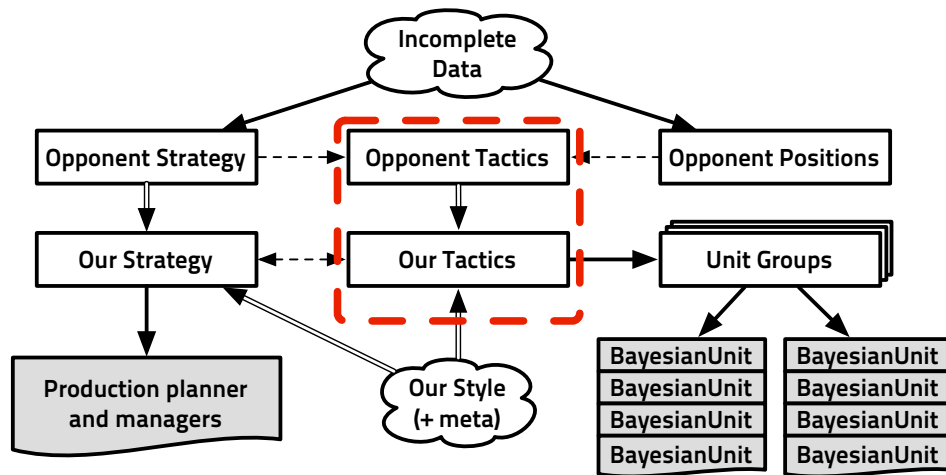 Incomplete
Data
Opponent Strategy
Opponent Tactics
Opponent Positions
Our Strategy
Our Tactics
Unit Groups
Production planner
and managers
Our Style
(+ meta)
BayesianUnit
BayesianUnit
BayesianUnit
BayesianUnit
BayesianUnit
BayesianUnit
BayesianUnit
BayesianUnit